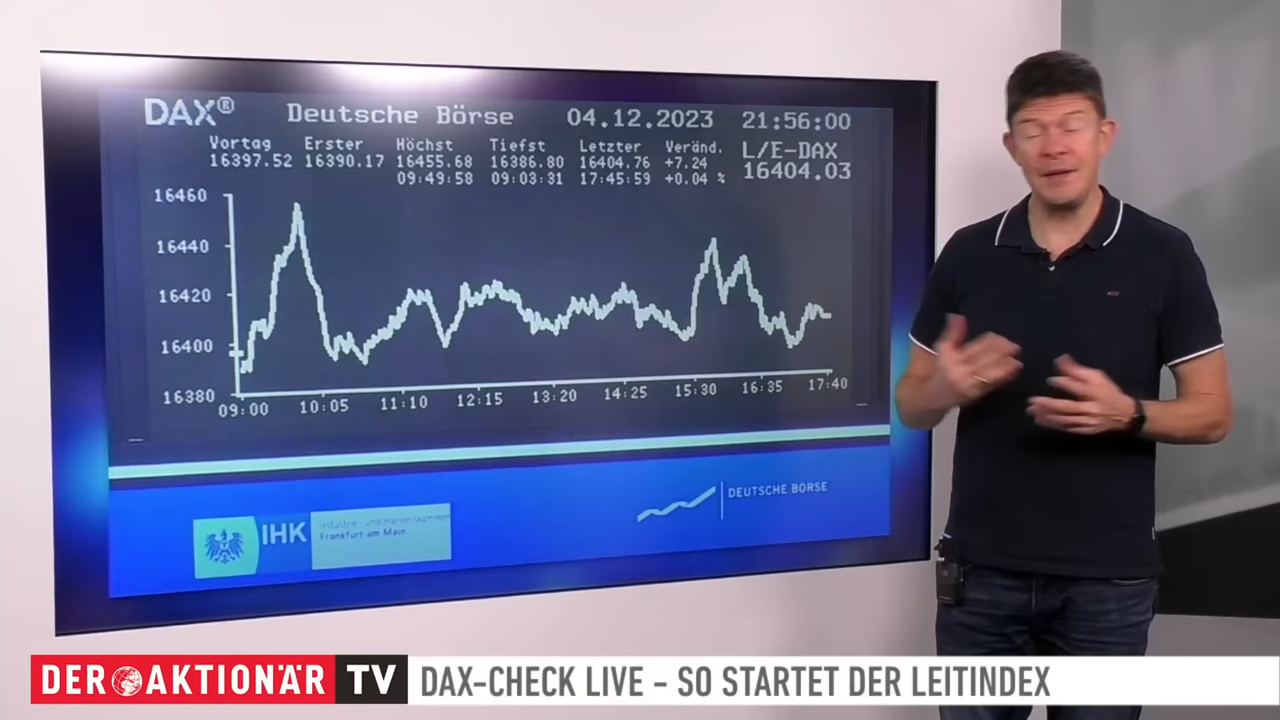 DAX® Deutsche Börse 04.12.2023 21:56:00
Vortag Erster Höchst Tiefst Letzter Veränd. L/E-DAX
16397.52 16390.17 16455.68 16386.80 16404.76 +7.24 16404.03
09:49:58 09:03:31 17:45:59 +0.04 %
16460
16440
16420
16400
16380
09:00 10:05 11:10 12:15 13:20 14:25 15:30 16:35 17:40
DEUTSCHE BÖRSE
IHK
Industrie- und Handelskammer
Frankfurt am Main
DER AKTIONÄR TV DAX-CHECK LIVE - SO STARTET DER LEITINDEX